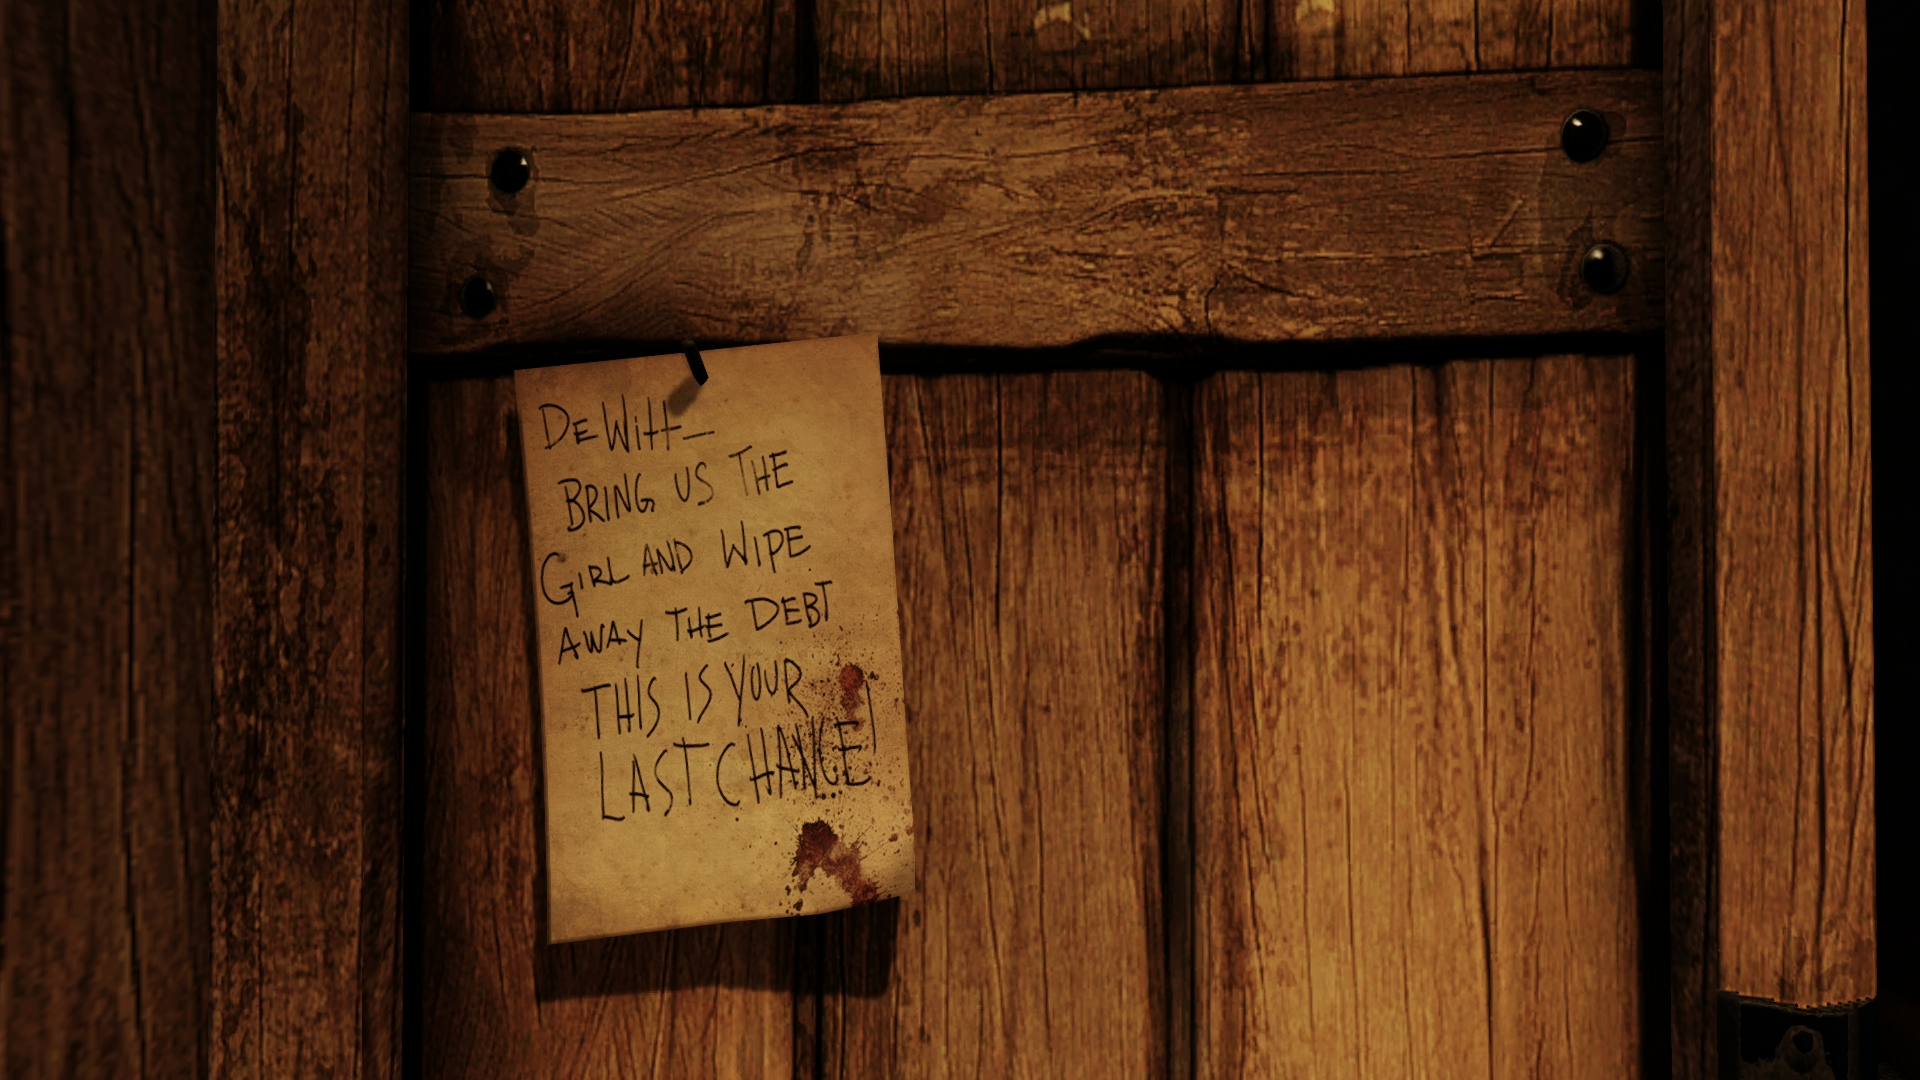 DeWitt—
BRING US THE
GIRL AND WIPE
AWAY THE DEBT
THIS IS YOUR
LAST CHANCE!